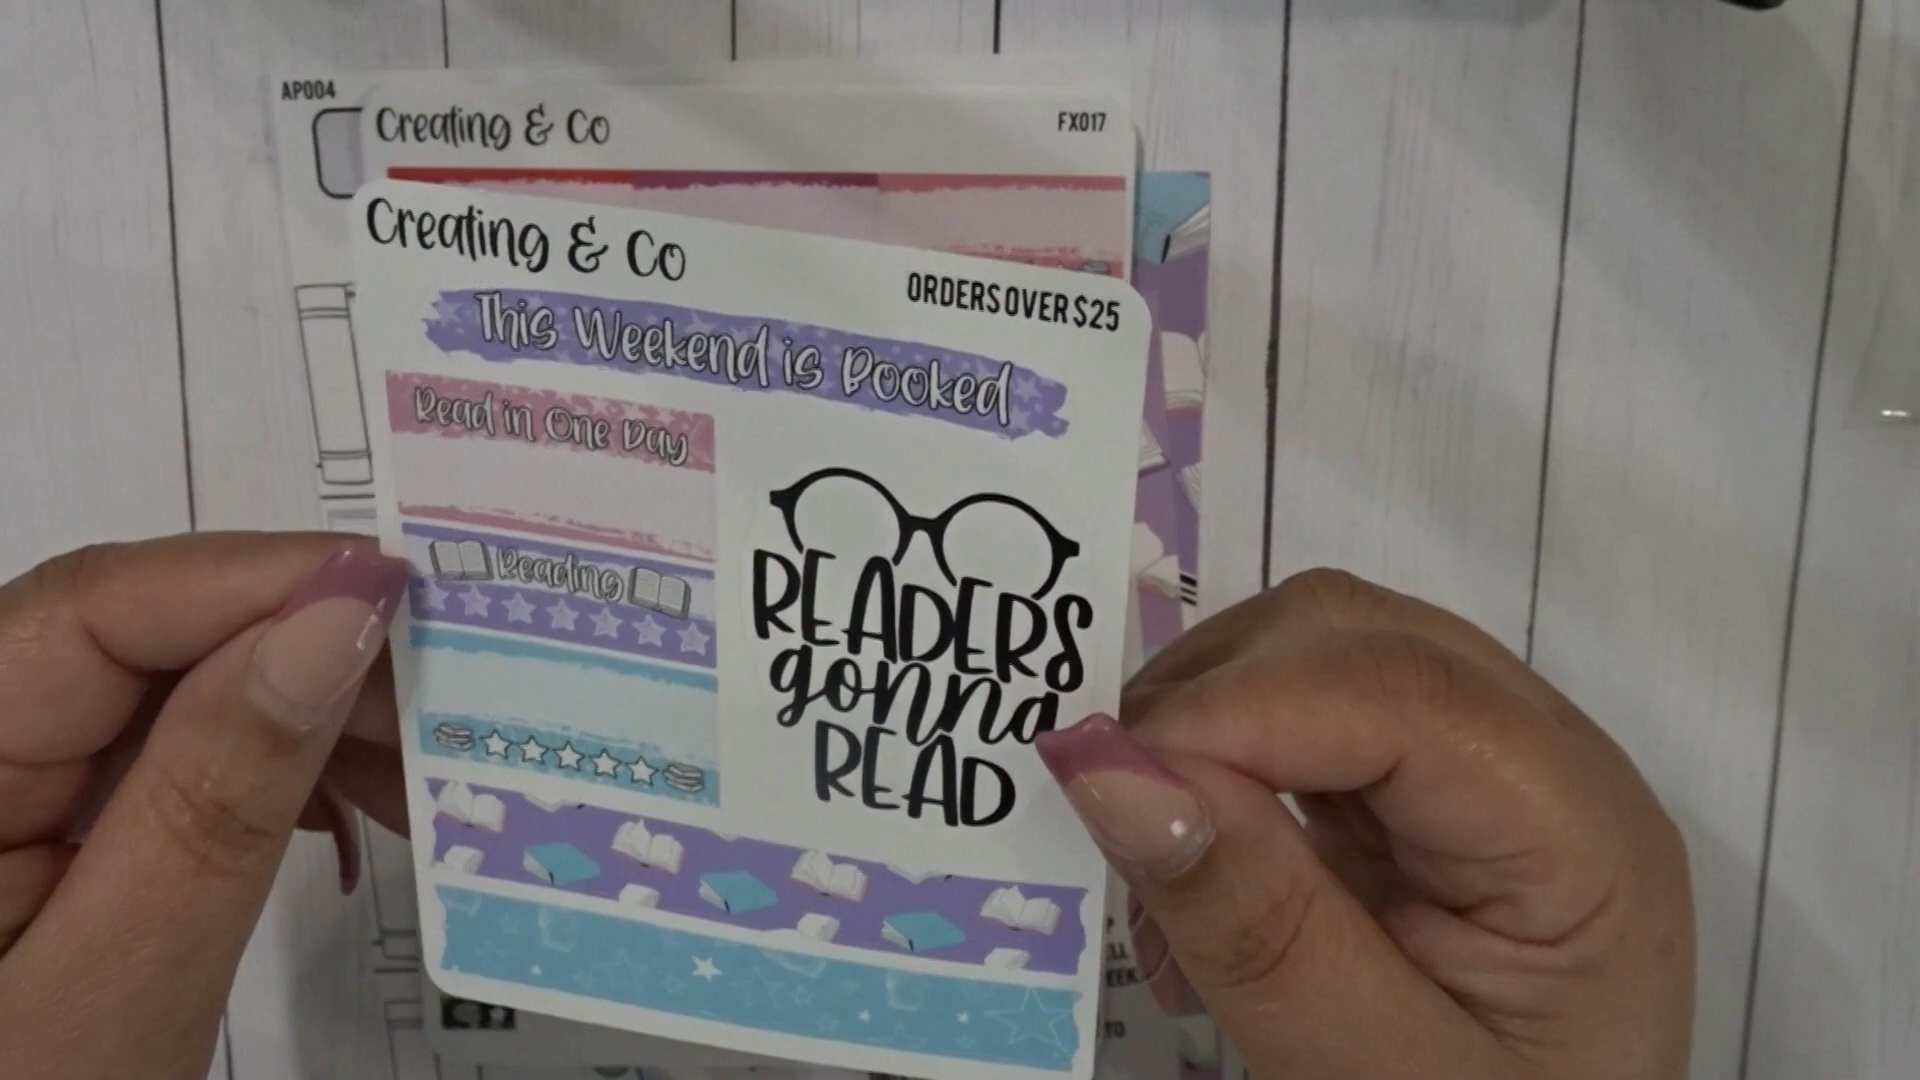 AP004
Creating & Co
FX017
Creating & Co
ORDERS OVER $25
This Weekend is Booked
Read in One Day
Reading
READERS
gonna
READ
TO